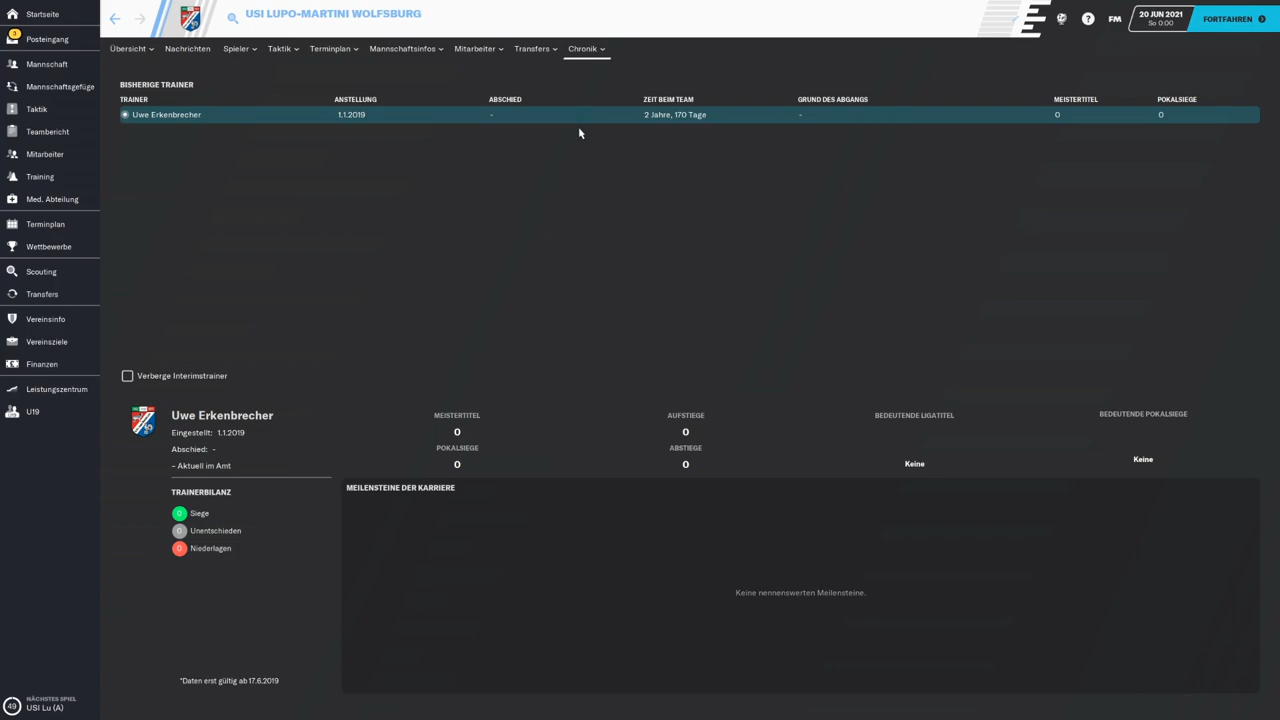 Startseite
3
Posteingang
Mannschaft
Mannschaftsgefüge
Taktik
Teambericht
Mitarbeiter
Training
Med. Abteilung
Terminplan
Wettbewerbe
Scouting
Transfers
Vereinsinfo
Vereinsziele
Finanzen
Leistungszentrum
U19
49
NÄCHSTES SPIEL
USI Lu (A)
USI LUPO-MARTINI WOLFSBURG
?
FM
20 JUN 2021
So 0.00
FORTFAHREN
Übersicht Nachrichten Spieler Taktik Terminplan Mannschaftsinfos Mitarbeiter Transfers Chronik
BISHERIGE TRAINER
TRAINER ANSTELLUNG ABSCHIED ZEIT BEIM TEAM GRUND DES ABGANGS MEISTERTITEL POKALSIEGE
Uwe Erkenbrecher 1.1.2019 - 2 Jahre, 170 Tage - 0 0
Verberge Interimstrainer
Uwe Erkenbrecher
Eingestellt: 1.1.2019
Abschied: -
- Aktuell im Amt
MEISTERTITEL
0
POKALSIEGE
0
AUFSTIEGE
0
ABSTIEGE
0
BEDEUTENDE LIGATITEL
Keine
BEDEUTENDE POKALSIEGE
Keine
TRAINERBILANZ
0 Siege
0 Unentschieden
0 Niederlagen
*Daten erst gültig ab 17.6.2019
MEILENSTEINE DER KARRIERE
Keine nennenswerten Meilensteine.